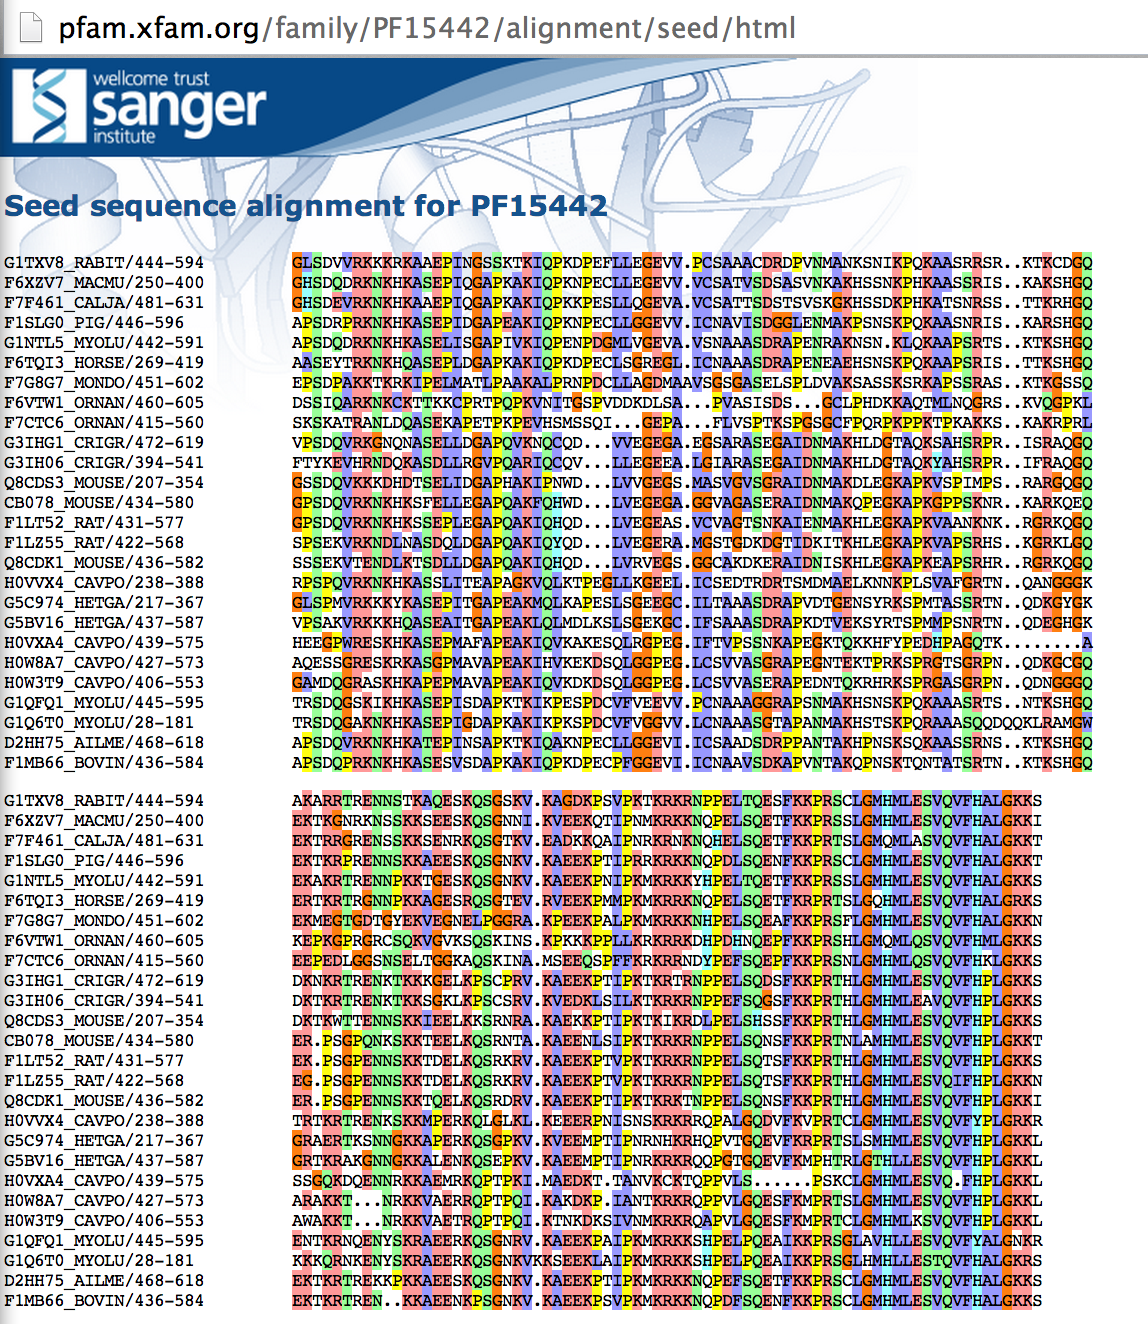 pfam.xfam.org/family/PF15442/alignment/seed/html
wellcome trust
sanger
institute
Seed sequence alignment for PF15442
G1TXV8_RABIT/444-594 GLSDVVRKKKRKAAEPINGSSKTKIQPKDPEFLLEGEVV.PCSAAACDRDPVNMANKSNIKPQKAASRRSR..KTKCDGQ
F6XZV7_MACMU/250-400 GHSDQDRKNKHKASEPIQGAPKAKIQPKNPECLLEGEVV.VCSATVSDSASVNKAKHSSNKPHKAASSRIS..KAKSHGQ
F7F461_CALJA/481-631 GHSDEVRKNKHKAAEPIQGAPKAKIQPKPESLLQGEVA.VCSATTSDSTSVSKGKHSSDKPHKATSNRSS..TTKRHGQ
F1SLG0_PIG/446-596 APSDRPRKNKHKASEPIDGAPEAKIQPKNPECLLGGEVV.ICNAVISDGGLENMAKPSNSKPQKAASNRIS..KARSHGQ
G1NTL5_MYOLU/442-591 APSDQDRKNKHKASELISGAPIVKIQPENPDGMLVGEVA.VSNAAASDRAPENRAKNSN.KLQKAAPSRTS..KTKSHGQ
F6TQI3_HORSE/269-419 AASEYTRKNKHQASEPLDGAPKAKIQPKDPECLSGREGL.ICNAAASDRAPENEAEHSNSKPQKAAPSRIS..TTKSHGQ
F7G8G7_MONDO/451-602 EPSDPAKKTKRKIPELMATLPAAKALPRNPDCLLAGDMAAVSGSGASELSPLDVAKSASSKSRKAPSSRAS..KTKGSSQ
F6VTW1_ORNAN/460-605 DSSIQARKNKCKTTKKCPRTPQPKVNITGSPVDDKDLSA...PVASISDS...GCLPHDKKAQTMLNQGRS..KVQGPKL
F7CTC6_ORNAN/415-560 SKSKATRANLDQASEKAPETPKPEVHSMSSQI...GEPA...FLVSPTKSPGSGCFPQRPKPPKTPKAKKS..KAKRPRL
G3IHG1_CRIGR/472-619 VPSDQVRKGNQNASELLDGAPQVKNQCQD...VVEGEGA.EGSARASEGAIDNMAKHLDGTAQKSAHSRPR..ISRAQGQ
G3IH06_CRIGR/394-541 FTYKEVHRNDQKASDLLRGVPQARIQCQV...LLEGEEA.LGIARASEGAIDNMAKHLDGTAQKYAHSRPR..IFRAQGQ
Q8CDS3_MOUSE/207-354 GSSDQVKKKDHDTSELIDGAPHAKIPNWD...LVVGEGS.MASVGVSGRAIDNMAKDLEGKAPKVSPIMPS..RARGQGQ
CB078_MOUSE/434-580 GPSDQVRKNKHKSFELLEGAPQAKFQHWD...LVEGEGA.GGVAGASERAIDNMAKQPEGKAPKGPPSKNR..KARKQEQ
F1LT52_RAT/431-577 GPSDQVRKNKHKSSEPLEGAPQAKIQHQD...LVEGEAS.VCVAGTSNKAIENMAKHLEGKAPKVAANKNK..RGRKQGQ
F1LZ55_RAT/422-568 SPSEKVRKNDLNASDQLDGAPQAKIQYQD...LVEGERA.MGSTGDKDGTIDKITKHLEGKAPKVAPSRHS..KGRKLGQ
Q8CDK1_MOUSE/436-582 SSSEKVTENDLKTSDLLDGAPQAKIQHQD...LVRVEGS.GGCAKDKERAIDNISKHLEGKAPKEAPSRHR..RGRKQGQ
H0VVX4_CAVPO/238-388 RPSPQVRKNKHKASSLITEAPAGKVQLKTPEGLLKGEEL.ICSEDTRDRTSMDMAELKNNKPLSVAFGRTN..QANGGGK
G5C974_HETGA/217-367 GLSPMVRKKKYKASEPITGAPEAKMQLKAPESLSGEEGC.ILTAAASDRAPVDTGENSYRKSPMTASSRTN..QDKGYGK
G5BV16_HETGA/437-587 VPSAKVRKKKHQASEAITGAPEAKLQLMDLKSLSGEKGC.IFSAAASDRAPKDTVEKSYRTSPMMPSNRTN..QDEGHGK
H0VXA4_CAVPO/439-575 HEEGPWRESKHKASEPMAFAPEAKIQVKAKESQLRGPEG.IFTVPSSNKAPEGKTQKKHFYPEDHPAGQTK........A
H0W8A7_CAVPO/427-573 AQESSGRESKRKASGPMAVAPEAKIHVKEKDSQLGGPEG.LCSVVASGRAPEGNTEKTPRKSPRGTSGRPN..QDKGCGQ
H0W3T9_CAVPO/406-553 GAMDQGRASKHKAPEPMAVAPEAKIQVKDKDSQLGGPEG.LCSVVASERAPEDNTQKRHRKSPRGASGRPN..QDNGGGQ
G1QFQ1_MYOLU/445-595 TRSDQGSKIKHKASEPISDAPKTKIKPESPDCVFVEEVV.PCNAAAGGRAPSNMAKHSNTSKPQKAATSRTS..KTKSHGQ
G1Q6T0_MYOLU/28-181 TRSDQGAKNKHKASEPIGDAPKAKIKPKSPDCVFVGGVV.LCNAAASGTAPANMAKHSTSKPQRAAASQQDQQKLRAMGW
D2HH75_AILME/468-618 APSDQVRKNKHKATEPINSAPKTKIQAKNPECLLGGEVI.ICSAADSDRPPANTAKHPNSKSQKAASSRNS..KTKSHGQ
F1MB66_BOVIN/436-584 APSDQPRKNKHKASESVSDAPKAKIQPKDPECPFGGEVI.ICNAAVSDKAPVNTAKQPNSKTQNTATSRTN..KTKSHGQ
G1TXV8_RABIT/444-594 AKARRTRENNSTKAQESKQSGSKV.KAGDKPSVPKTKRKRNPPELTQESFKKPRSCLGMHMLESVQVFHALGKKS
F6XZV7_MACMU/250-400 EKTKGNRKNSSKKSEESKQSGNNI.KVEEKQTIPNMKRKKNQPELSQETFKKPRSSLGMHMLESVQVFHALGKKI
F7F461_CALJA/481-631 EKTRRGRENSSKKSENRKQSGTKV.EADKKQAIPNRKRNKNQHELSQETFKKPRTSLGMQMLASVQVFHALGKKT
F1SLG0_PIG/446-596 EKTKRPRENNSKKAEESKQSGNKV.KAEEKPTIPRRKRKKNQPDLSQESFKKPRSCLGMHMLESVQVFHALGKKT
G1NTL5_MYOLU/442-591 EKAKRTRENNPKKTGESKQSGNKV.KAEEKPNIPKMKRKKYHPELTQETFKKPRSSLGMHMLESVQVFHALGKKS
F6TQI3_HORSE/269-419 ERTKRTRGNNPKKAGESRQSGTEV.RVEEKPMMPKMKRRKNQPELSQETFKRPRTSLGQHMLESVQVFHALGRKS
F7G8G7_MONDO/451-602 EKMEGTGDTGYEKVEGNELPGGRA.KPEEKPALPKMKRKKNHPELSQEAFKKPRSFLGMHMLESVQVFHALGKKN
F6VTW1_ORNAN/460-605 KEPKGPRGRCSQKVGVKSQSKINS.KPKKKPPLLKRKRRKDHPDHNQEPFKKPRSHLGMQMLQSVQVFHMLGKKS
F7CTC6_ORNAN/415-560 EEPEDLGGSNSELTGGKAQSKINA.MSEEQSPFFKRKRRNDYPEFSQEPFKKPRSNLGMHMLQSVQVFHKLGKKS
G3IHG1_CRIGR/472-619 DKNKRTRENKTKKKGELKPSCPRV.KAEEKPTIPKTKRTRNPPELSQDSFKKPRTHLGMHMLESVQVFHPLGKKS
G3IH06_CRIGR/394-541 DKTKRTRENKTKKSGKLKPSCSRV.KVEDKLSILKTKRKRNPPEFSQGSFKKPRTHLGMHMLEAVQVFHPLGKKS
Q8CDS3_MOUSE/207-354 DKTKWTTENNSKKIEELKKSRNRA.KAEKKPTIPKTKIKRDLPELSHSSFKKPRTHLGMHMLESVQVFHPLGKKS
CB078_MOUSE/434-580 ER.PSGPQNKSKKTEELKQSRNTA.KAEENLSIPKTKRKRNPPELSQNSFKKPRTNLAMHMLESVQVFHPLGKKT
F1LT52_RAT/431-577 EK.PSGPENNSKKTDELKQSRKRV.KAEEKPTVPKTKRKRNPPELSQTSFKKPRTHLGMHMLESVQVFHPLGKKS
F1LZ55_RAT/422-568 EG.PSGPENNSKKTDELKQSRKRV.KAEEKPTVPKTKRKRNPPELSQTSFKKPRTHLGMHMLESVQIFHPLGKKN
Q8CDK1_MOUSE/436-582 ER.PSGPENNSKKTQELKQSRDRV.KAEEKPTIPKTKRKTNPPELSQNSFKKPRTHLGMHMLESVQVFHPLGKKI
H0VVX4_CAVPO/238-388 TRTKRTRENKSKKMPERKQLGLKL.KEEERPNISNSKRKRRQPALGQDVFKVPRTCLGMHMLESVQVFYPLGRKR
G5C974_HETGA/217-367 GRAERTKSNNGKKAPERKQSGPKV.KVEEMPTIPNRNHKRHQPVTGQEVFKRPRTSLSMHMLESVQVFHPLGKKL
G5BV16_HETGA/437-587 GRTKRAKGNNGKKALENKQSEPKV.KAEEMPTIPNRKRKRQQPGTGQEVFKMPHTRLGTHLLESVQVFHPLGKKL
H0VXA4_CAVPO/439-575 SSGQKDQENNRKKAEMRKQPTPKI.MAEDKT.TANVKCKTQPPVLS......PSKCLGMHMLESVQ.FHPLGKKL
H0W8A7_CAVPO/427-573 ARAKKT...NRKKVAERRQPTPQI.KAKDKP.IANTKRKRQPPVLGQESFKMPRTSLGMHMLESVQVFHPLGKKL
H0W3T9_CAVPO/406-553 AWAKKT...NRKKVAETRQPTPQI.KTNKDKSIVNMKRKRQAPVLGQESFKMPRTCLGMHMLKSVQVFHPLGKKL
G1QFQ1_MYOLU/445-595 ENTKRNQENYSKRAEERKQSGNRV.KAEEKPAIPKMKRKKSHPELPQEAIKKPRSGLAVHLLESVQVFYALGNKR
G1Q6T0_MYOLU/28-181 KKKQRNKENYSKRAEERKQSGNKVKKSEEKLAIPKMKRKKSHPELPQEAIKKPRSGLHMHILLESTQVFHALGKKS
D2HH75_AILME/468-618 EKTKRTREKKPKKAEESKQSGNKV.KAEEKPTIPKMKRKKNQPEFSQETFKKPRSCLGMHMLESVQVFHALGKKS
F1MB66_BOVIN/436-584 EKTKRTREN..KKAEENKPSGNKV.KAEEKPSVPKMKRKKNQPDFSQENFKKPRSCLGMHMLESVQVFHALGKKS